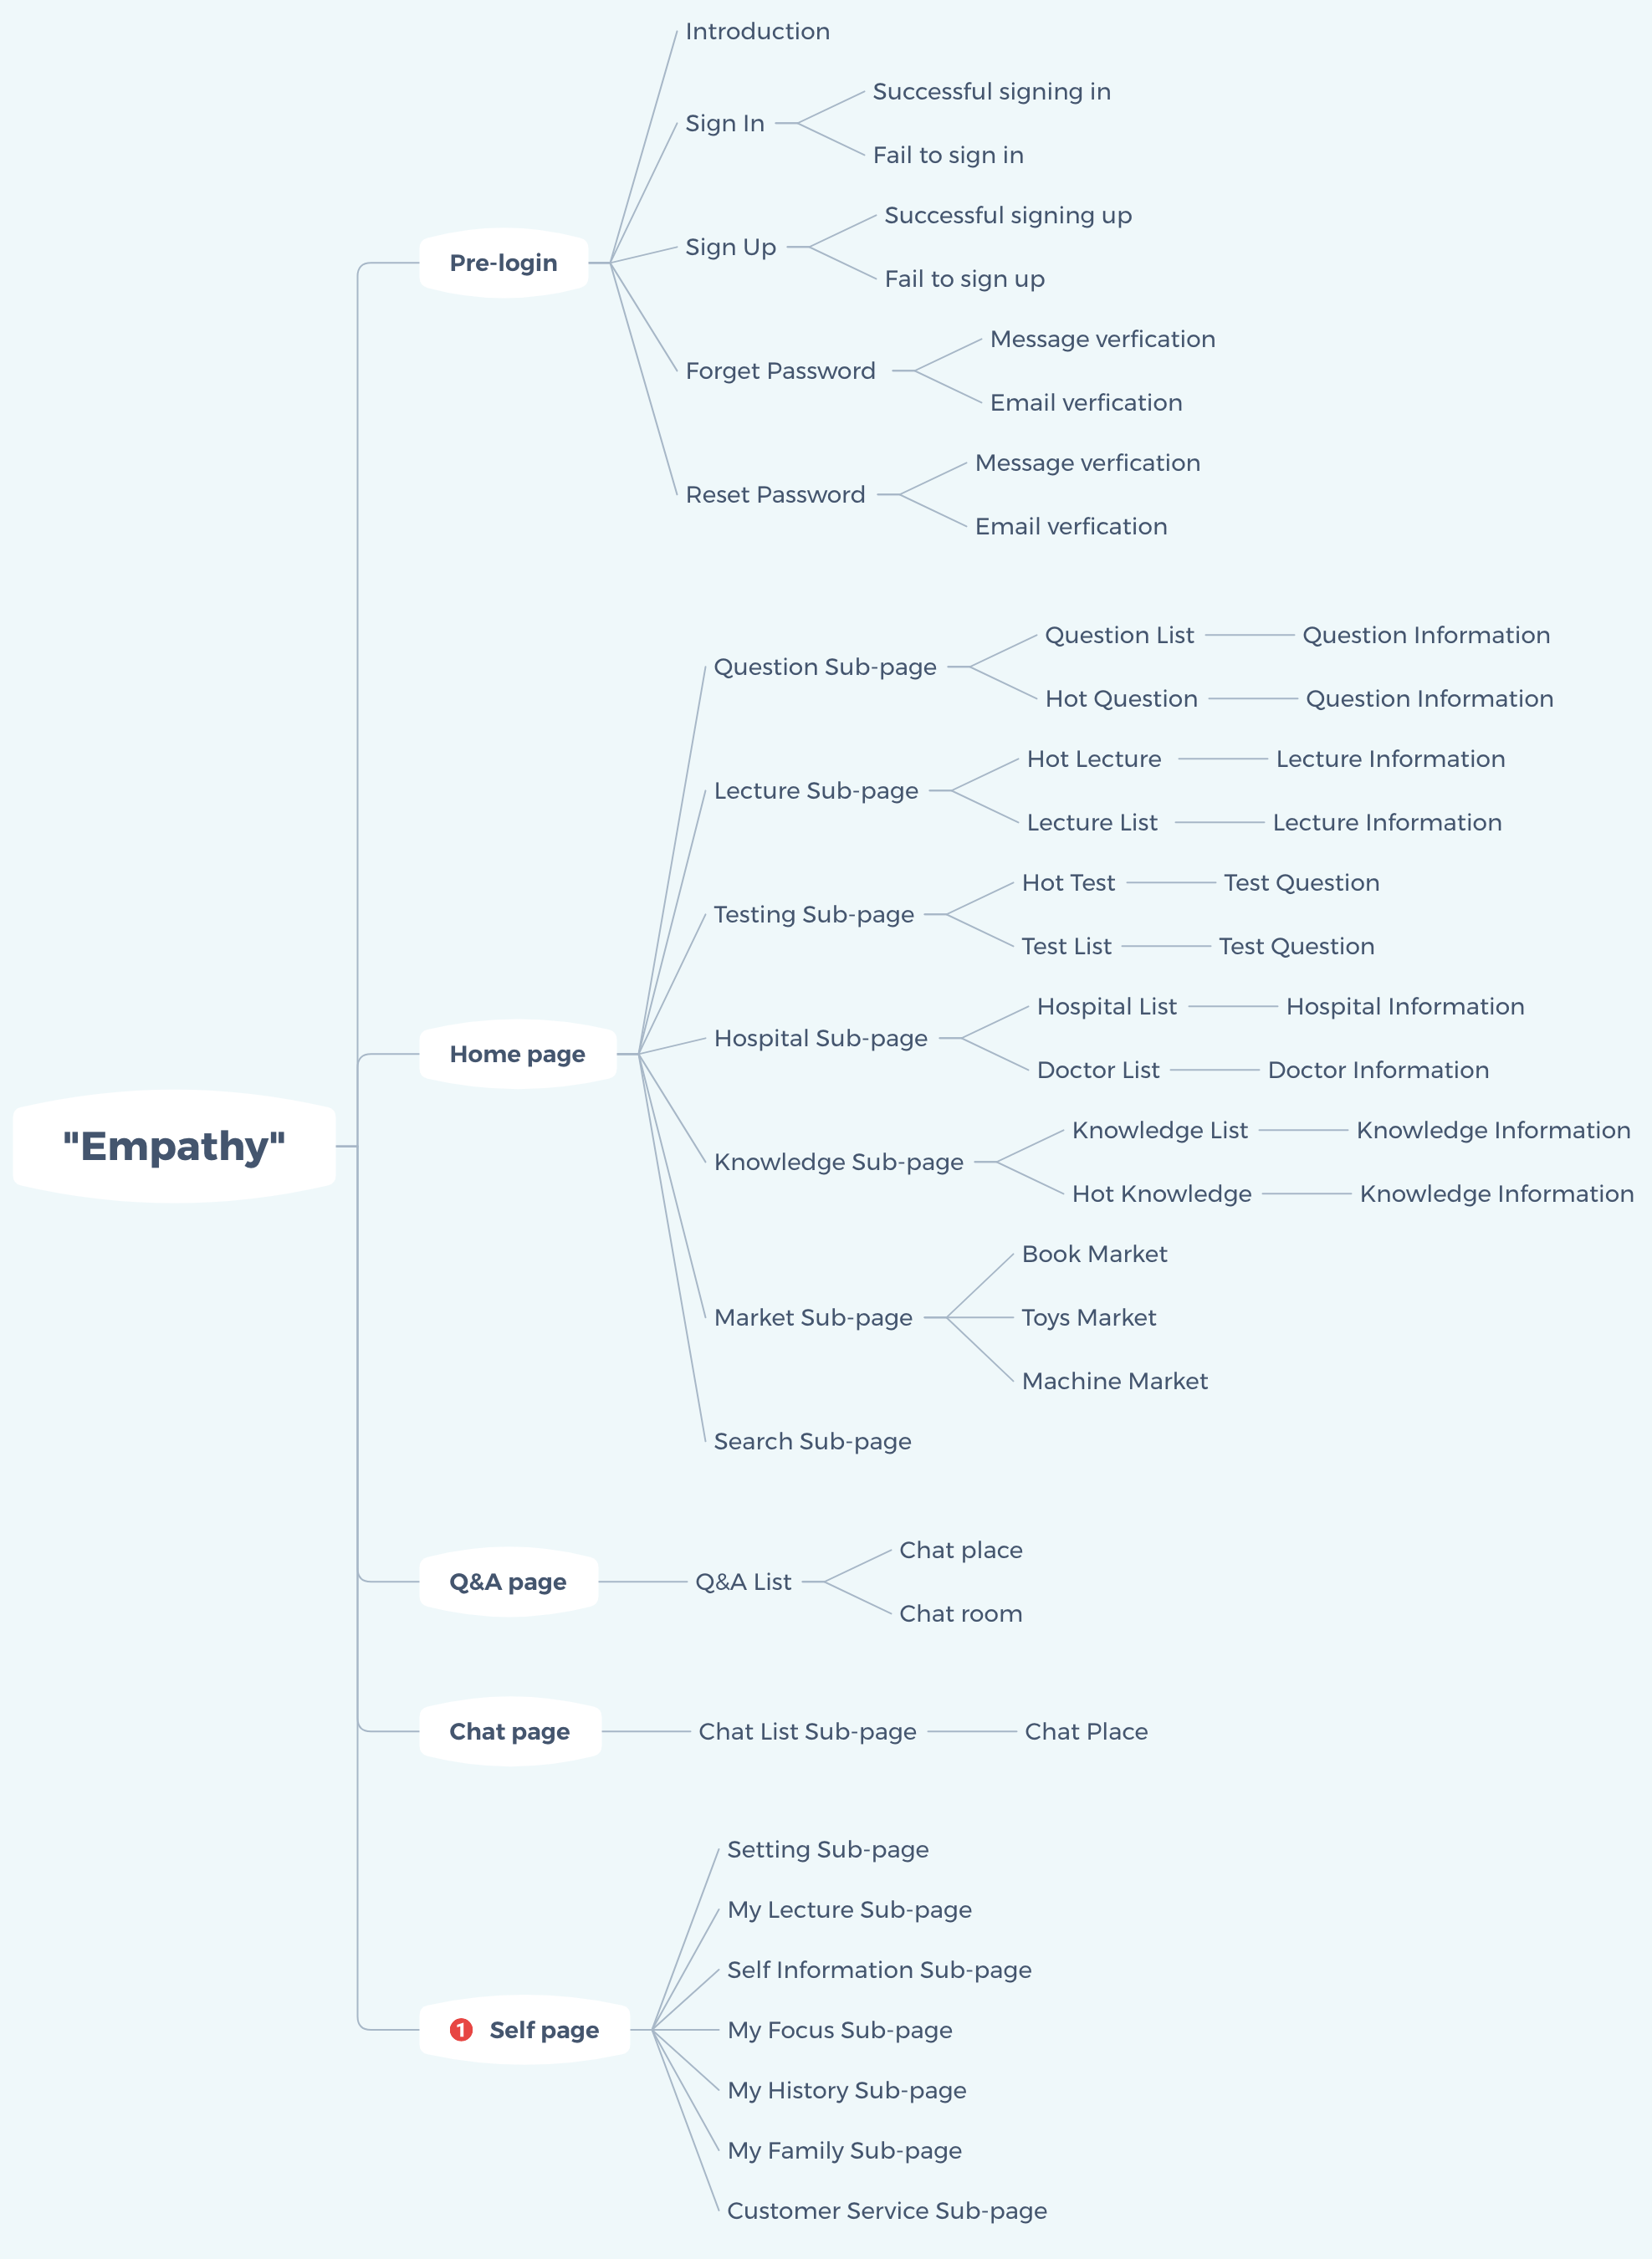 Introduction
Successful signing in
Sign In
Fail to sign in
Successful signing up
Sign Up
Fail to sign up
Pre-login
Message verfication
Forget Password
Email verfication
Message verfication
Reset Password
Email verfication
Question List
Question Information
Question Sub-page
Hot Question
Question Information
Hot Lecture
Lecture Information
Lecture Sub-page
Lecture List
Lecture Information
Hot Test
Test Question
Testing Sub-page
Test List
Test Question
Hospital List
Hospital Information
Hospital Sub-page
Home page
Doctor List
Doctor Information
"Empathy"
Knowledge List
Knowledge Information
Knowledge Sub-page
Hot Knowledge
Knowledge Information
Book Market
Market Sub-page
Toys Market
Machine Market
Search Sub-page
Chat place
Q&A page
Q&A List
Chat room
Chat page
Chat List Sub-page
Chat Place
Setting Sub-page
My Lecture Sub-page
Self Information Sub-page
1 Self page
My Focus Sub-page
My History Sub-page
My Family Sub-page
Customer Service Sub-page